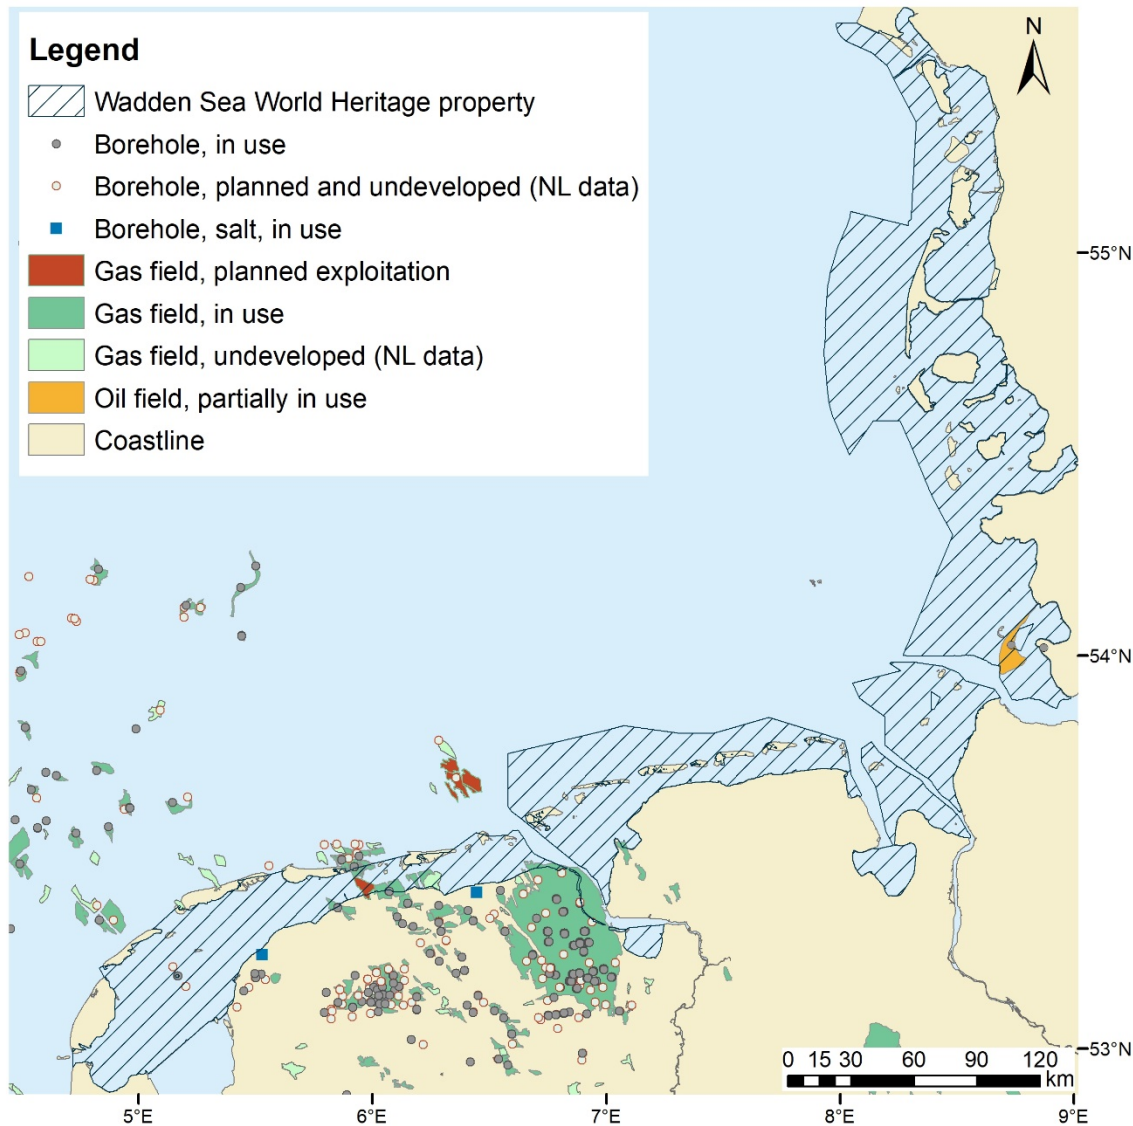 Legend
Wadden Sea World Heritage property
Borehole, in use
Borehole, planned and undeveloped (NL data)
Borehole, salt, in use
Gas field, planned exploitation
Gas field, in use
Gas field, undeveloped (NL data)
Oil field, partially in use
Coastline
N
55°N
54°N
53°N
0 15 30 60 90 120
km
5°E 6°E 7°E 8°E 9°E